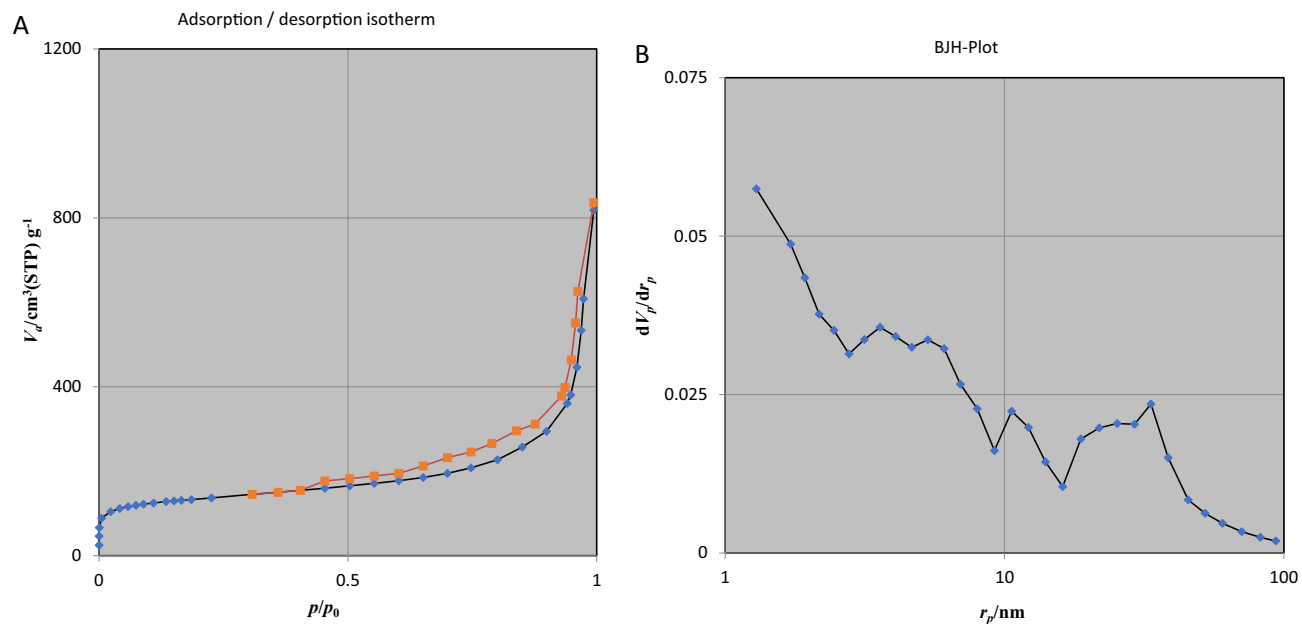 A
Adsorption / desorption isotherm
1200
800
400
0
0
0.5
1
Vₐ/cm³(STP) g⁻¹
p/p₀
B
BJH-Plot
0.075
0.05
0.025
0
1
10
100
dVₚ/drₚ
rₚ/nm